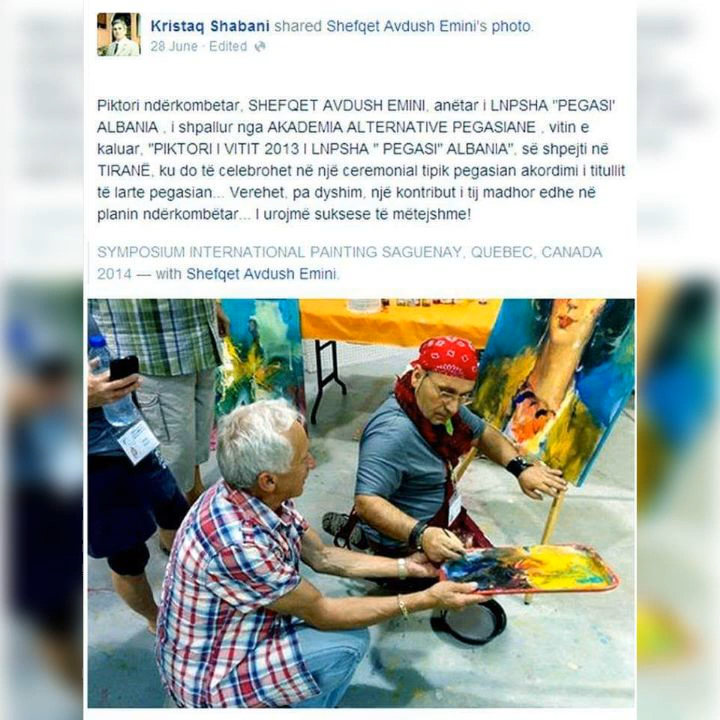 Kristaq Shabani shared Shefqet Avdush Emini's photo.
28 June · Edited
Piktori ndërkombetar, SHEFQET AVDUSH EMINI, anëtar i LNPSHA "PEGASI'
ALBANIA , i shpallur nga AKADEMIA ALTERNATIVE PEGASIANE , vitin e
kaluar, "PIKTORI I VITIT 2013 I LNPSHA " PEGASI" ALBANIA", së shpejti në
TIRANË, ku do të celebrohet në një ceremonial tipik pegasian akordimi i titullit
të larte pegasian... Verehet, pa dyshim, një kontribut i tij madhor edhe në
planin ndërkombëtar... I urojmë suksese të mëtejshme!
SYMPOSIUM INTERNATIONAL PAINTING SAGUENAY, QUEBEC, CANADA
2014 — with Shefqet Avdush Emini.